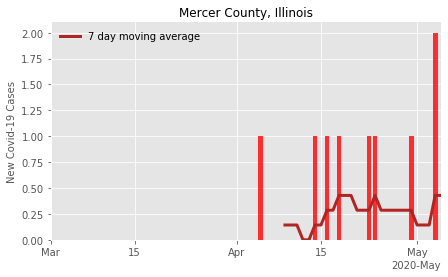 Mercer County, Illinois
7 day moving average
New Covid-19 Cases
2.00
1.75
1.50
1.25
1.00
0.75
0.50
0.25
0.00
Mar
15
Apr
15
May
2020-May